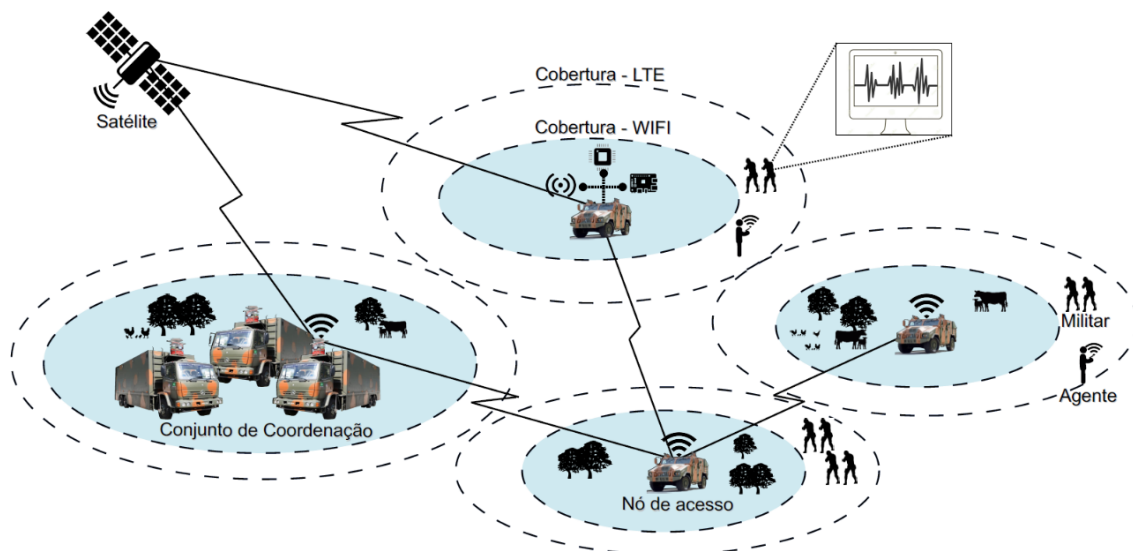 Satélite
Cobertura - LTE
Cobertura - WIFI
Militar
Agente
Conjunto de Coordenação
Nó de acesso